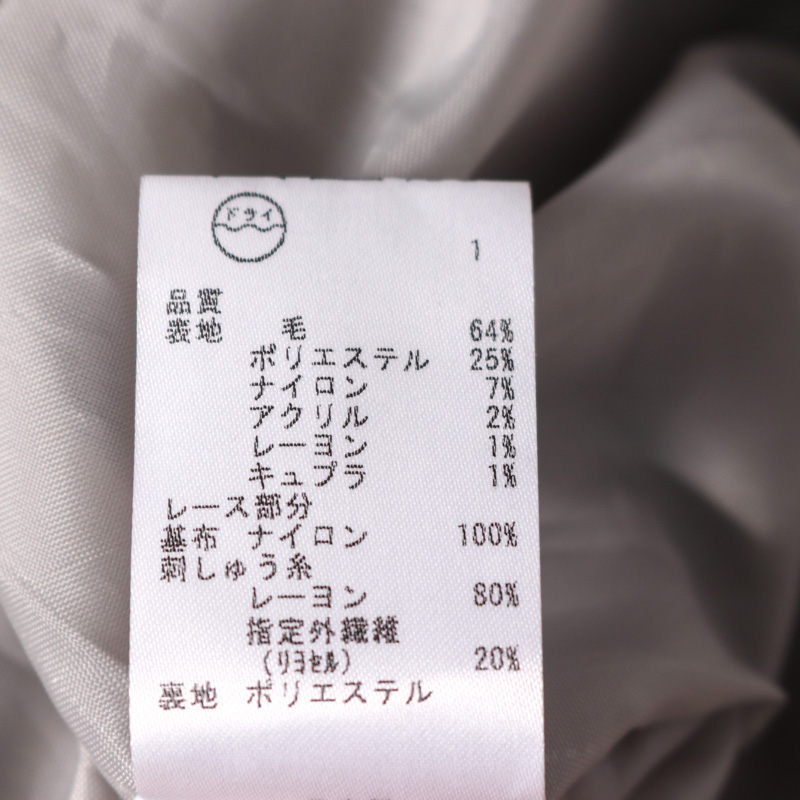 ドライ
1
品質
表地 毛 64%
ポリエステル 25%
ナイロン 7%
アクリル 2%
レーヨン 1%
キュプラ 1%
レース部分
基布 ナイロン 100%
刺しゅう糸
レーヨン 80%
指定外繊維
(リヨセル) 20%
裏地 ポリエステル